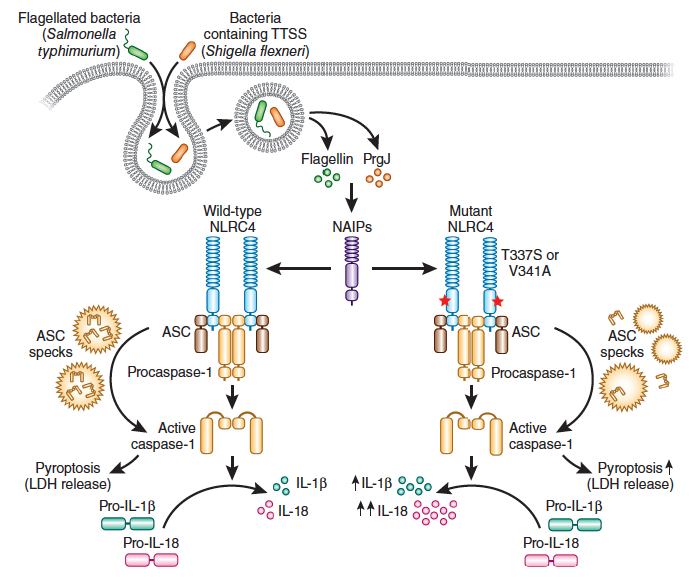 Flagellated bacteria
(Salmonella
typhimurium)
Bacteria
containing TTSS
(Shigella flexneri)
Flagellin PrgJ
Wild-type
NLRC4
NAIPs
Mutant
NLRC4
T337S or
V341A
ASC
specks
ASC
Procaspase-1
ASC
Procaspase-1
ASC
specks
Active
caspase-1
Active
caspase-1
Pyroptosis
(LDH release)
IL-1β
IL-18
Pro-IL-1β
Pro-IL-18
↑IL-1β
↑↑IL-18
Pyroptosis↑
(LDH release)
Pro-IL-1β
Pro-IL-18